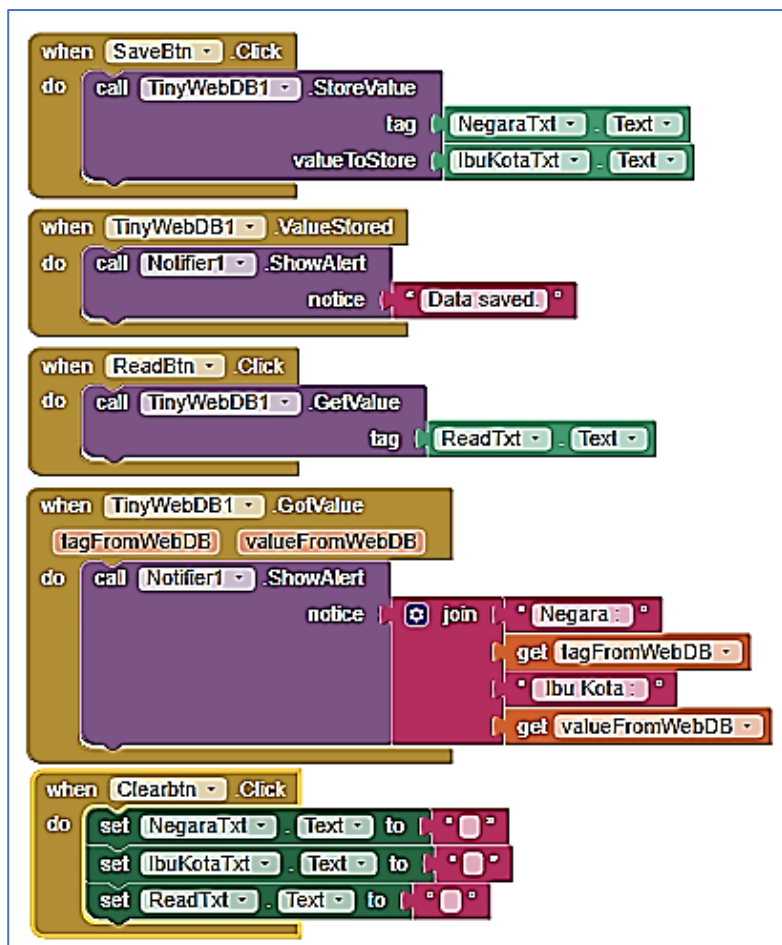 when SaveBtn .Click
do call TinyWebDB1 .StoreValue
tag NegaraTxt . Text
valueToStore IbuKotaTxt . Text
when TinyWebDB1 .ValueStored
do call Notifier1 .ShowAlert
notice " Data saved. "
when ReadBtn .Click
do call TinyWebDB1 .GetValue
tag ReadTxt . Text
when TinyWebDB1 .GotValue
tagFromWebDB valueFromWebDB
do call Notifier1 .ShowAlert
notice join " Negara : "
get tagFromWebDB
" Ibu Kota : "
get valueFromWebDB
when Clearbtn .Click
do set NegaraTxt . Text to " "
set IbuKotaTxt . Text to " "
set ReadTxt . Text to " "